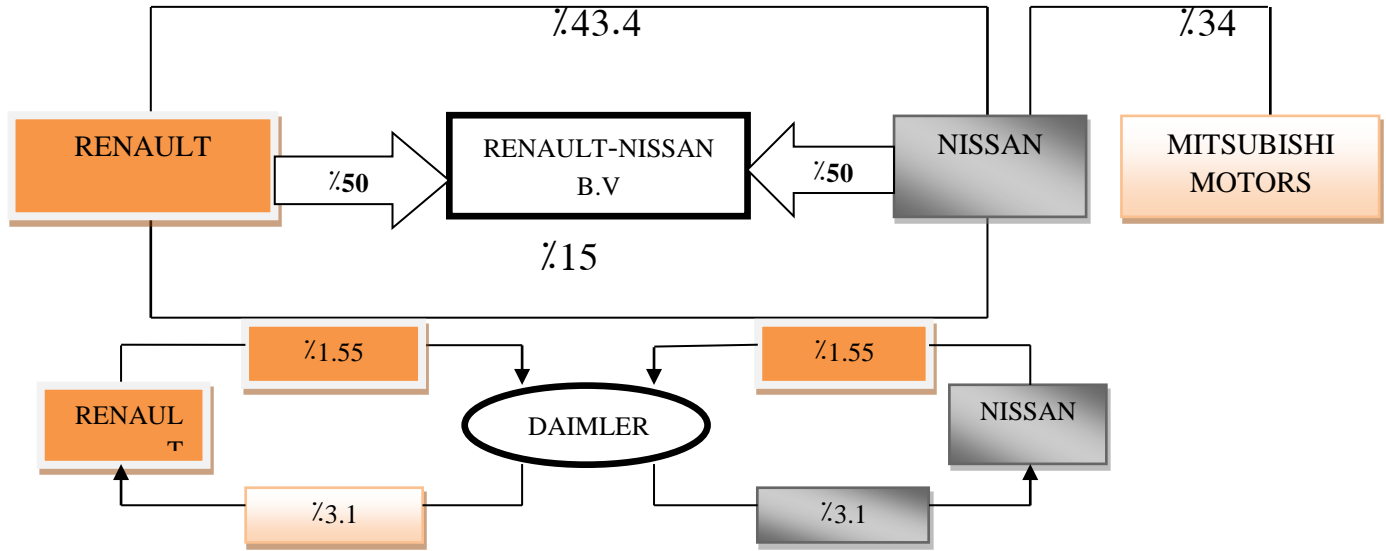 ٪43.4
٪34
RENAULT
٪50
RENAULT-NISSAN
B.V
٪50
NISSAN
MITSUBISHI
MOTORS
٪15
٪1.55
٪1.55
RENAUL
T
DAIMLER
NISSAN
٪3.1
٪3.1